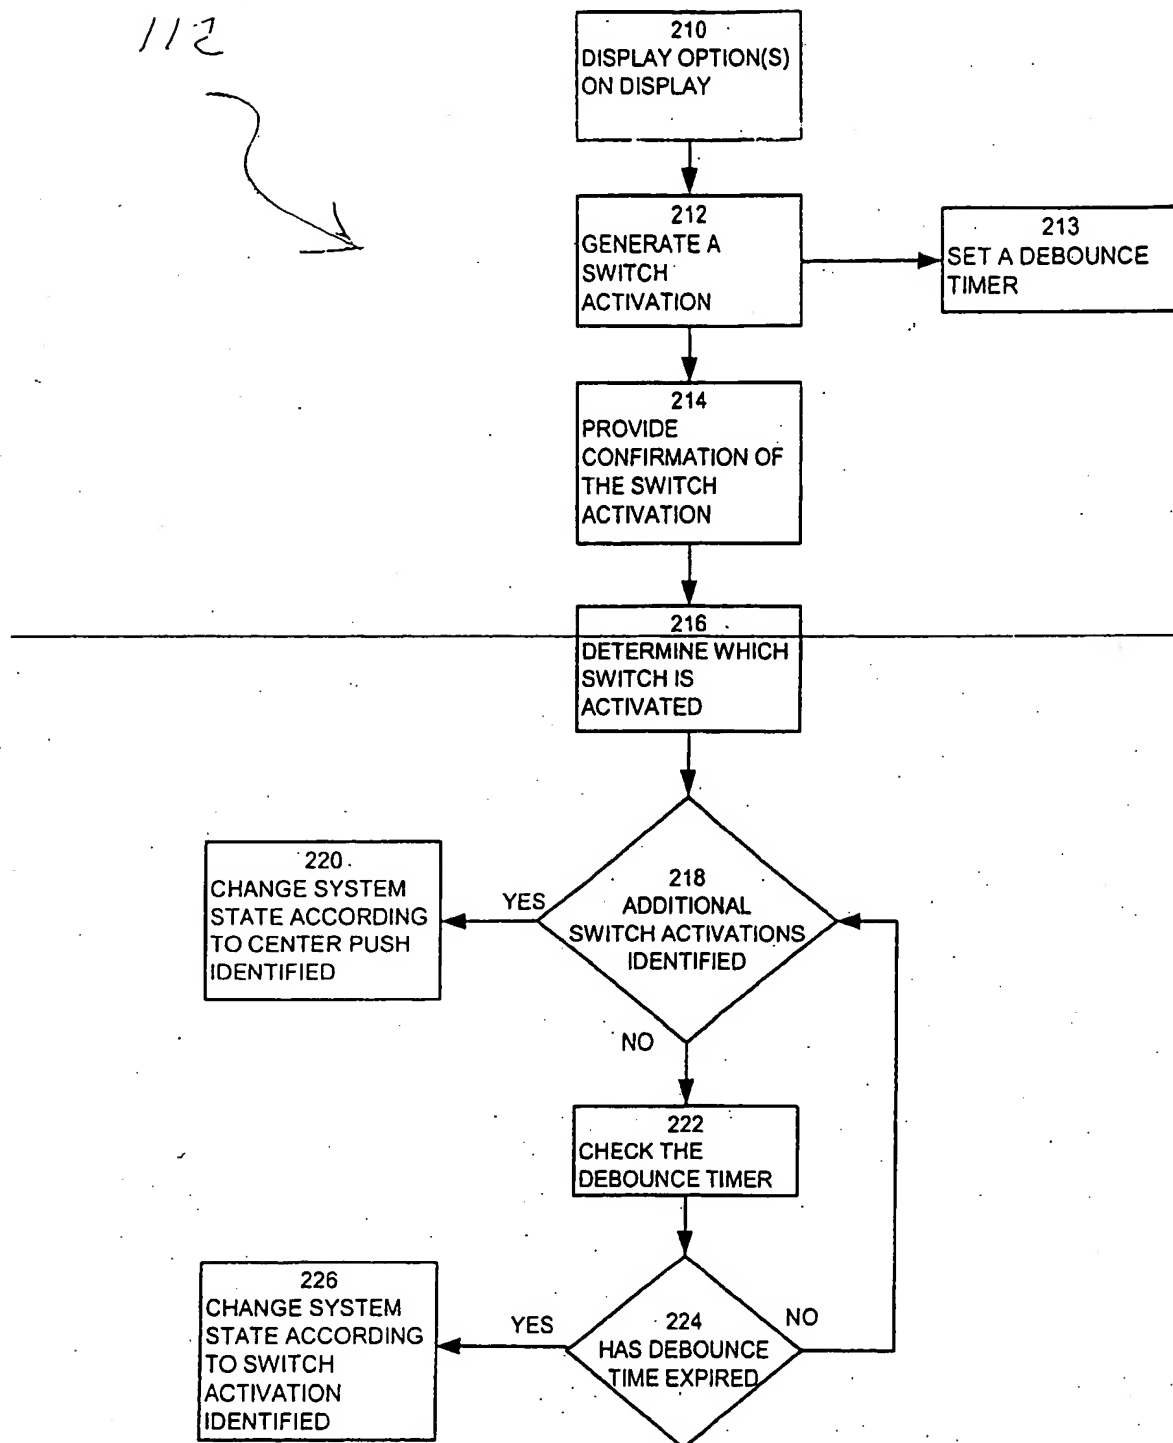 112
210
DISPLAY OPTION(S)
ON DISPLAY
212
GENERATE A
SWITCH
ACTIVATION
213
SET A DEBOUNCE
TIMER
214
PROVIDE
CONFIRMATION OF
THE SWITCH
ACTIVATION
216
DETERMINE WHICH
SWITCH IS
ACTIVATED
218
ADDITIONAL
SWITCH ACTIVATIONS
IDENTIFIED
YES
220
CHANGE SYSTEM
STATE ACCORDING
TO CENTER PUSH
IDENTIFIED
NO
222
CHECK THE
DEBOUNCE TIMER
224
HAS DEBOUNCE
TIME EXPIRED
NO
YES
226
CHANGE SYSTEM
STATE ACCORDING
TO SWITCH
ACTIVATION
IDENTIFIED